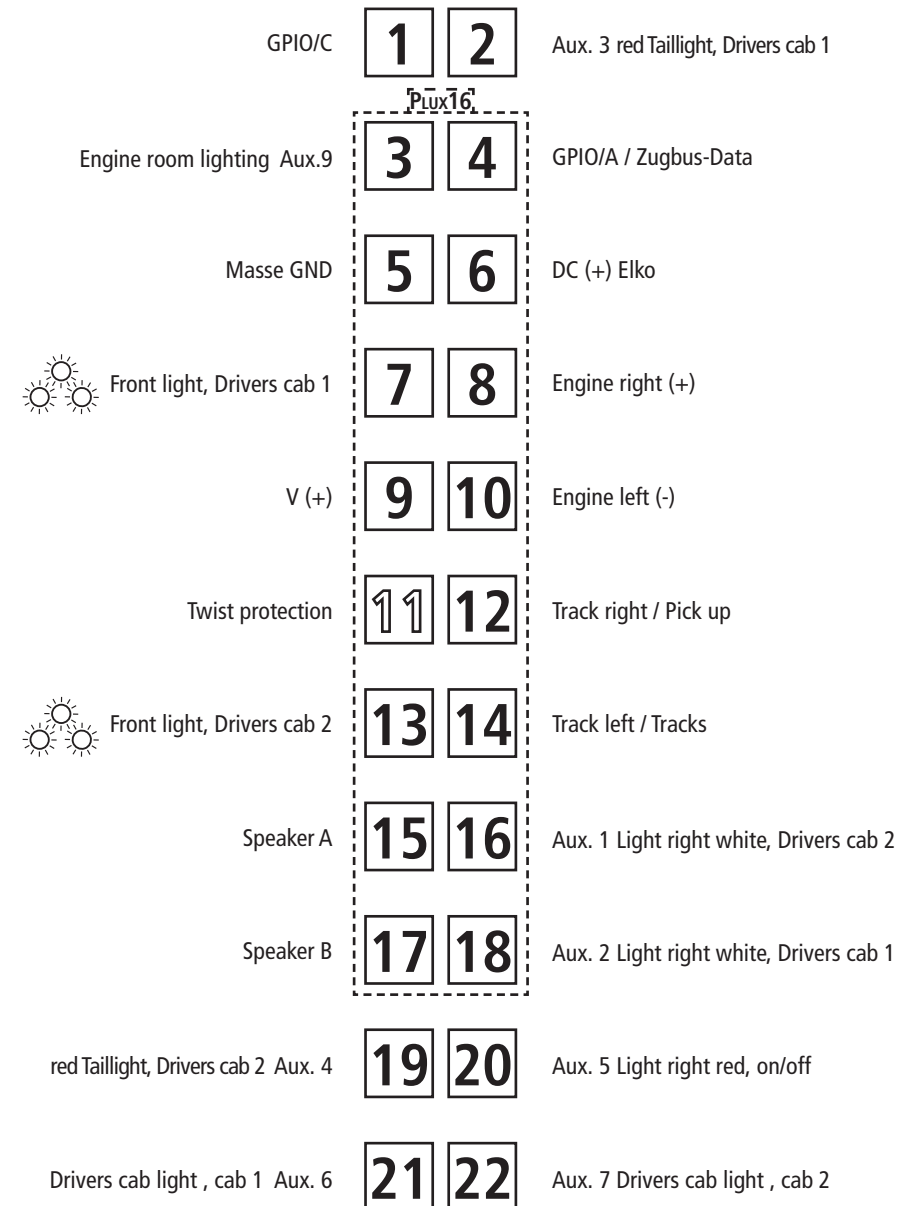 GPIO/C 1 2 Aux. 3 red Taillight, Drivers cab 1
PLUX16
Engine room lighting Aux.9 3 4 GPIO/A / Zugbus-Data
Masse GND 5 6 DC (+) Elko
Front light, Drivers cab 1 7 8 Engine right (+)
V (+) 9 10 Engine left (-)
Twist protection 11 12 Track right / Pick up
Front light, Drivers cab 2 13 14 Track left / Tracks
Speaker A 15 16 Aux. 1 Light right white, Drivers cab 2
Speaker B 17 18 Aux. 2 Light right white, Drivers cab 1
red Taillight, Drivers cab 2 Aux. 4 19 20 Aux. 5 Light right red, on/off
Drivers cab light , cab 1 Aux. 6 21 22 Aux. 7 Drivers cab light , cab 2